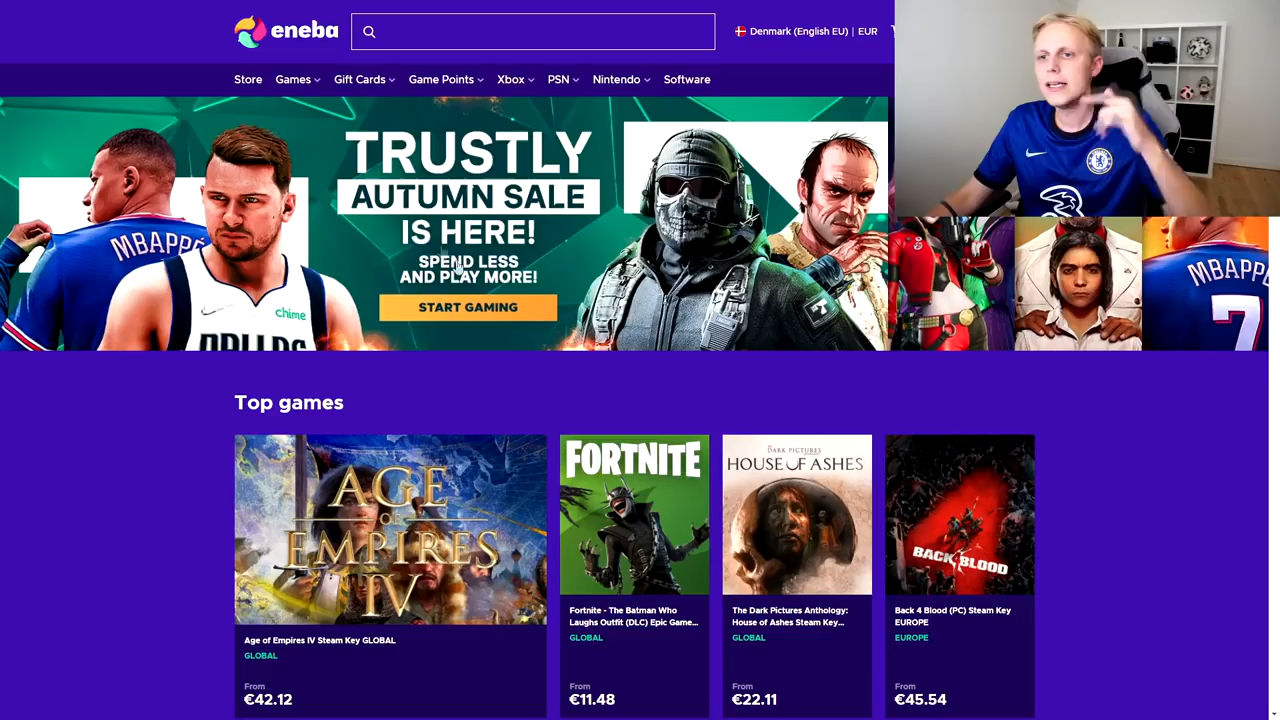 eneba
Denmark (English EU) | EUR
Store Games Gift Cards Game Points Xbox PSN Nintendo Software
TRUSTLY
AUTUMN SALE
IS HERE!
SPEND LESS
AND PLAY MORE!
START GAMING
MBAPPÉ
chime
DALLAS
MBAPP
7
3
Top games
AGE
OF
EMPIRES
IV
Age of Empires IV Steam Key GLOBAL
GLOBAL
From
€42.12
FORTNITE
Fortnite - The Batman Who
Laughs Outfit (DLC) Epic Game...
GLOBAL
From
€11.48
THE DARK PICTURES
HOUSE OF ASHES
The Dark Pictures Anthology:
House of Ashes Steam Key...
GLOBAL
From
€22.11
BACK 4 BLOOD
Back 4 Blood (PC) Steam Key
EUROPE
EUROPE
From
€45.54